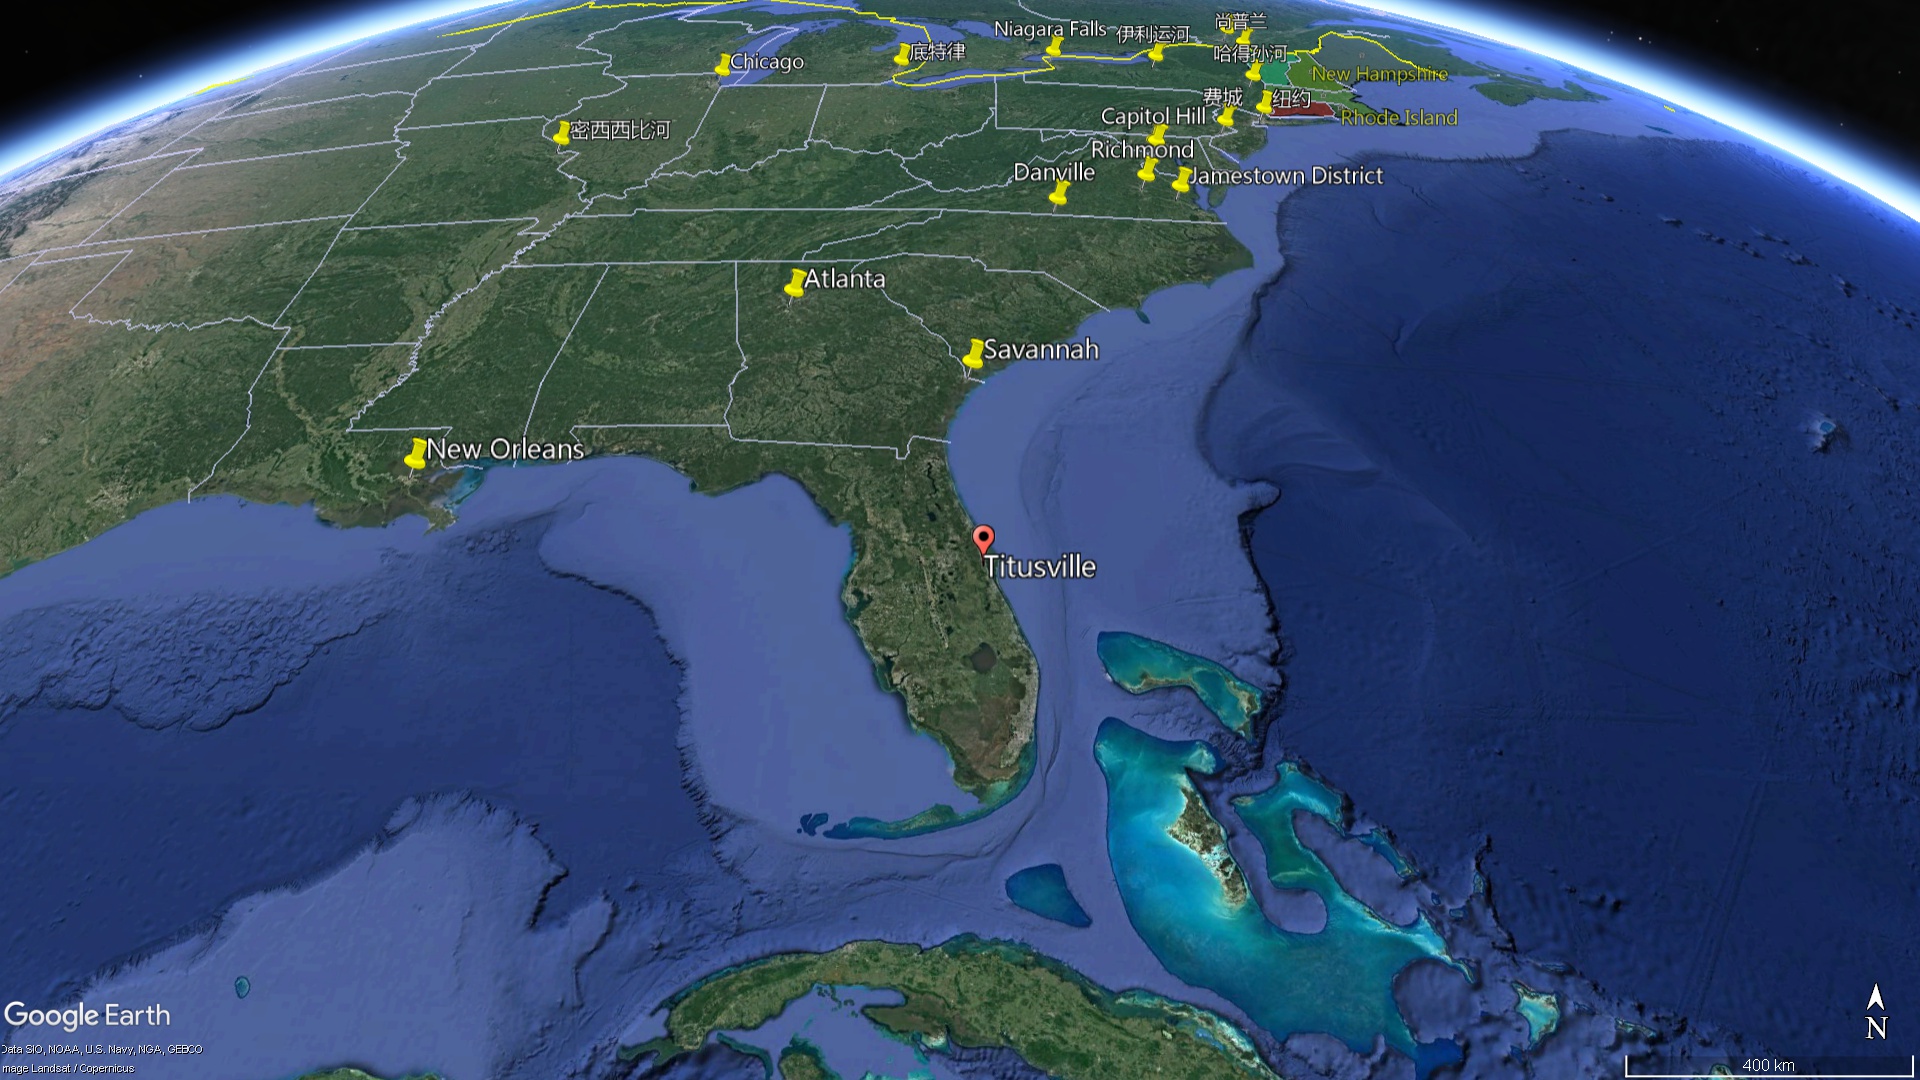 尚普兰
Niagara Falls
伊利运河
底特律
哈得孙河
Chicago
New Hampshire
费城
纽约
Capitol Hill
Rhode Island
密西西比河
Richmond
Danville
Jamestown District
Atlanta
Savannah
New Orleans
Titusville
Google Earth
N
Data SIO, NOAA, U.S. Navy, NGA, GEBCO
mage Landsat / Copernicus
400 km